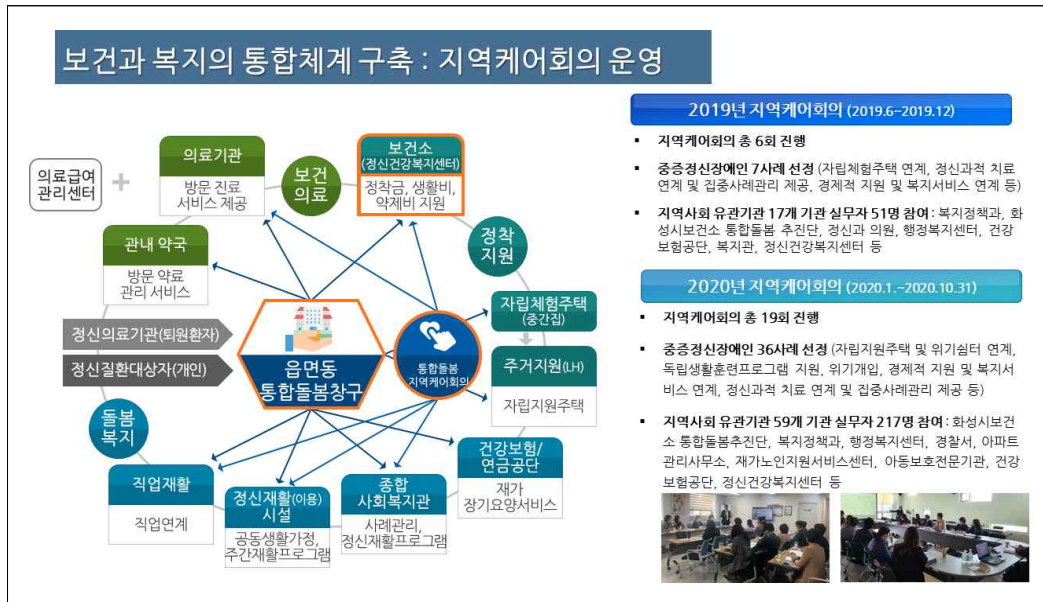 보건과 복지의 통합체계 구축 : 지역케어회의 운영
의료급여
관리센터
+
의료기관
방문 진료
서비스 제공
보건
의료
보건소
(정신건강복지센터)
정착금, 생활비,
약제비 지원
관내 약국
방문 약료
관리 서비스
정착
지원
정신의료기관(퇴원환자)
정신질환대상자(개인)
읍면동
통합돌봄창구
통합돌봄
지역케어회의
자립체험주택
(중간집)
주거지원(LH)
자립지원주택
돌봄
복지
직업재활
직업연계
정신재활(이용)
시설
공동생활가정,
주간재활프로그램
종합
사회복지관
사례관리,
정신재활프로그램
건강보험/
연금공단
재가
장기요양서비스
2019년 지역케어회의 (2019.6~2019.12)
▪ 지역케어회의 총 6회 진행
▪ 중증정신장애인 7사례 선정 (자립체험주택 연계, 정신과적 치료
연계 및 집중사례관리 제공, 경제적 지원 및 복지서비스 연계 등)
▪ 지역사회 유관기관 17개 기관 실무자 51명 참여 : 복지정책과, 화
성시보건소 통합돌봄 추진단, 정신과 의원, 행정복지센터, 건강
보험공단, 복지관, 정신건강복지센터 등
2020년 지역케어회의 (2020.1.~2020.10.31)
▪ 지역케어회의 총 19회 진행
▪ 중증정신장애인 36사례 선정 (자립지원주택 및 위기쉼터 연계,
독립생활훈련프로그램 지원, 위기개입, 경제적 지원 및 복지서
비스 연계, 정신과적 치료 연계 및 집중사례관리 제공 등)
▪ 지역사회 유관기관 59개 기관 실무자 217명 참여 : 화성시보건
소 통합돌봄추진단, 복지정책과, 행정복지센터, 경찰서, 아파트
관리사무소, 재가노인지원서비스센터, 아동보호전문기관, 건강
보험공단, 정신건강복지센터 등